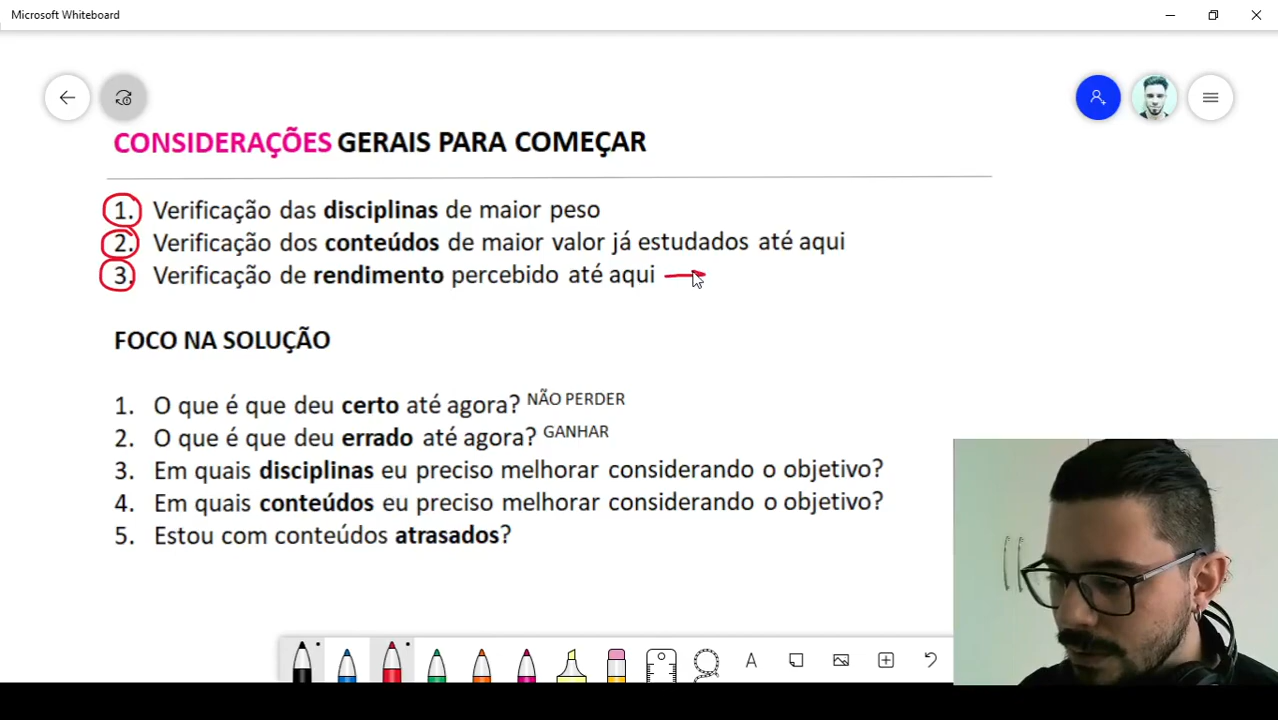 Microsoft Whiteboard
CONSIDERAÇÕES GERAIS PARA COMEÇAR
1. Verificação das disciplinas de maior peso
2. Verificação dos conteúdos de maior valor já estudados até aqui
3. Verificação de rendimento percebido até aqui
FOCO NA SOLUÇÃO
1. O que é que deu certo até agora? NÃO PERDER
2. O que é que deu errado até agora? GANHAR
3. Em quais disciplinas eu preciso melhorar considerando o objetivo?
4. Em quais conteúdos eu preciso melhorar considerando o objetivo?
5. Estou com conteúdos atrasados?